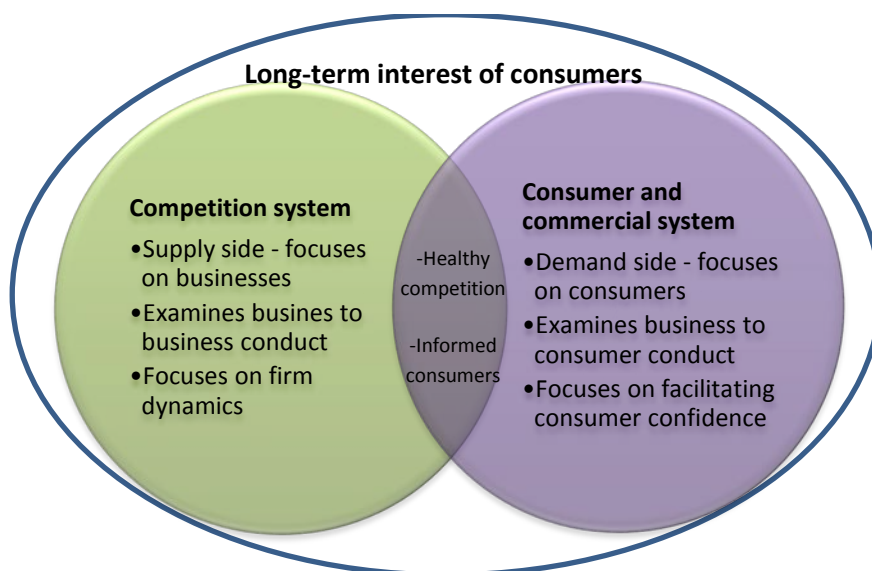 Long-term interest of consumers
Competition system
•Supply side - focuses
on businesses
•Examines busines to
business conduct
•Focuses on firm
dynamics
-Healthy
competition
-Informed
consumers
Consumer and
commercial system
•Demand side - focuses
on consumers
•Examines business to
consumer conduct
•Focuses on facilitating
consumer confidence